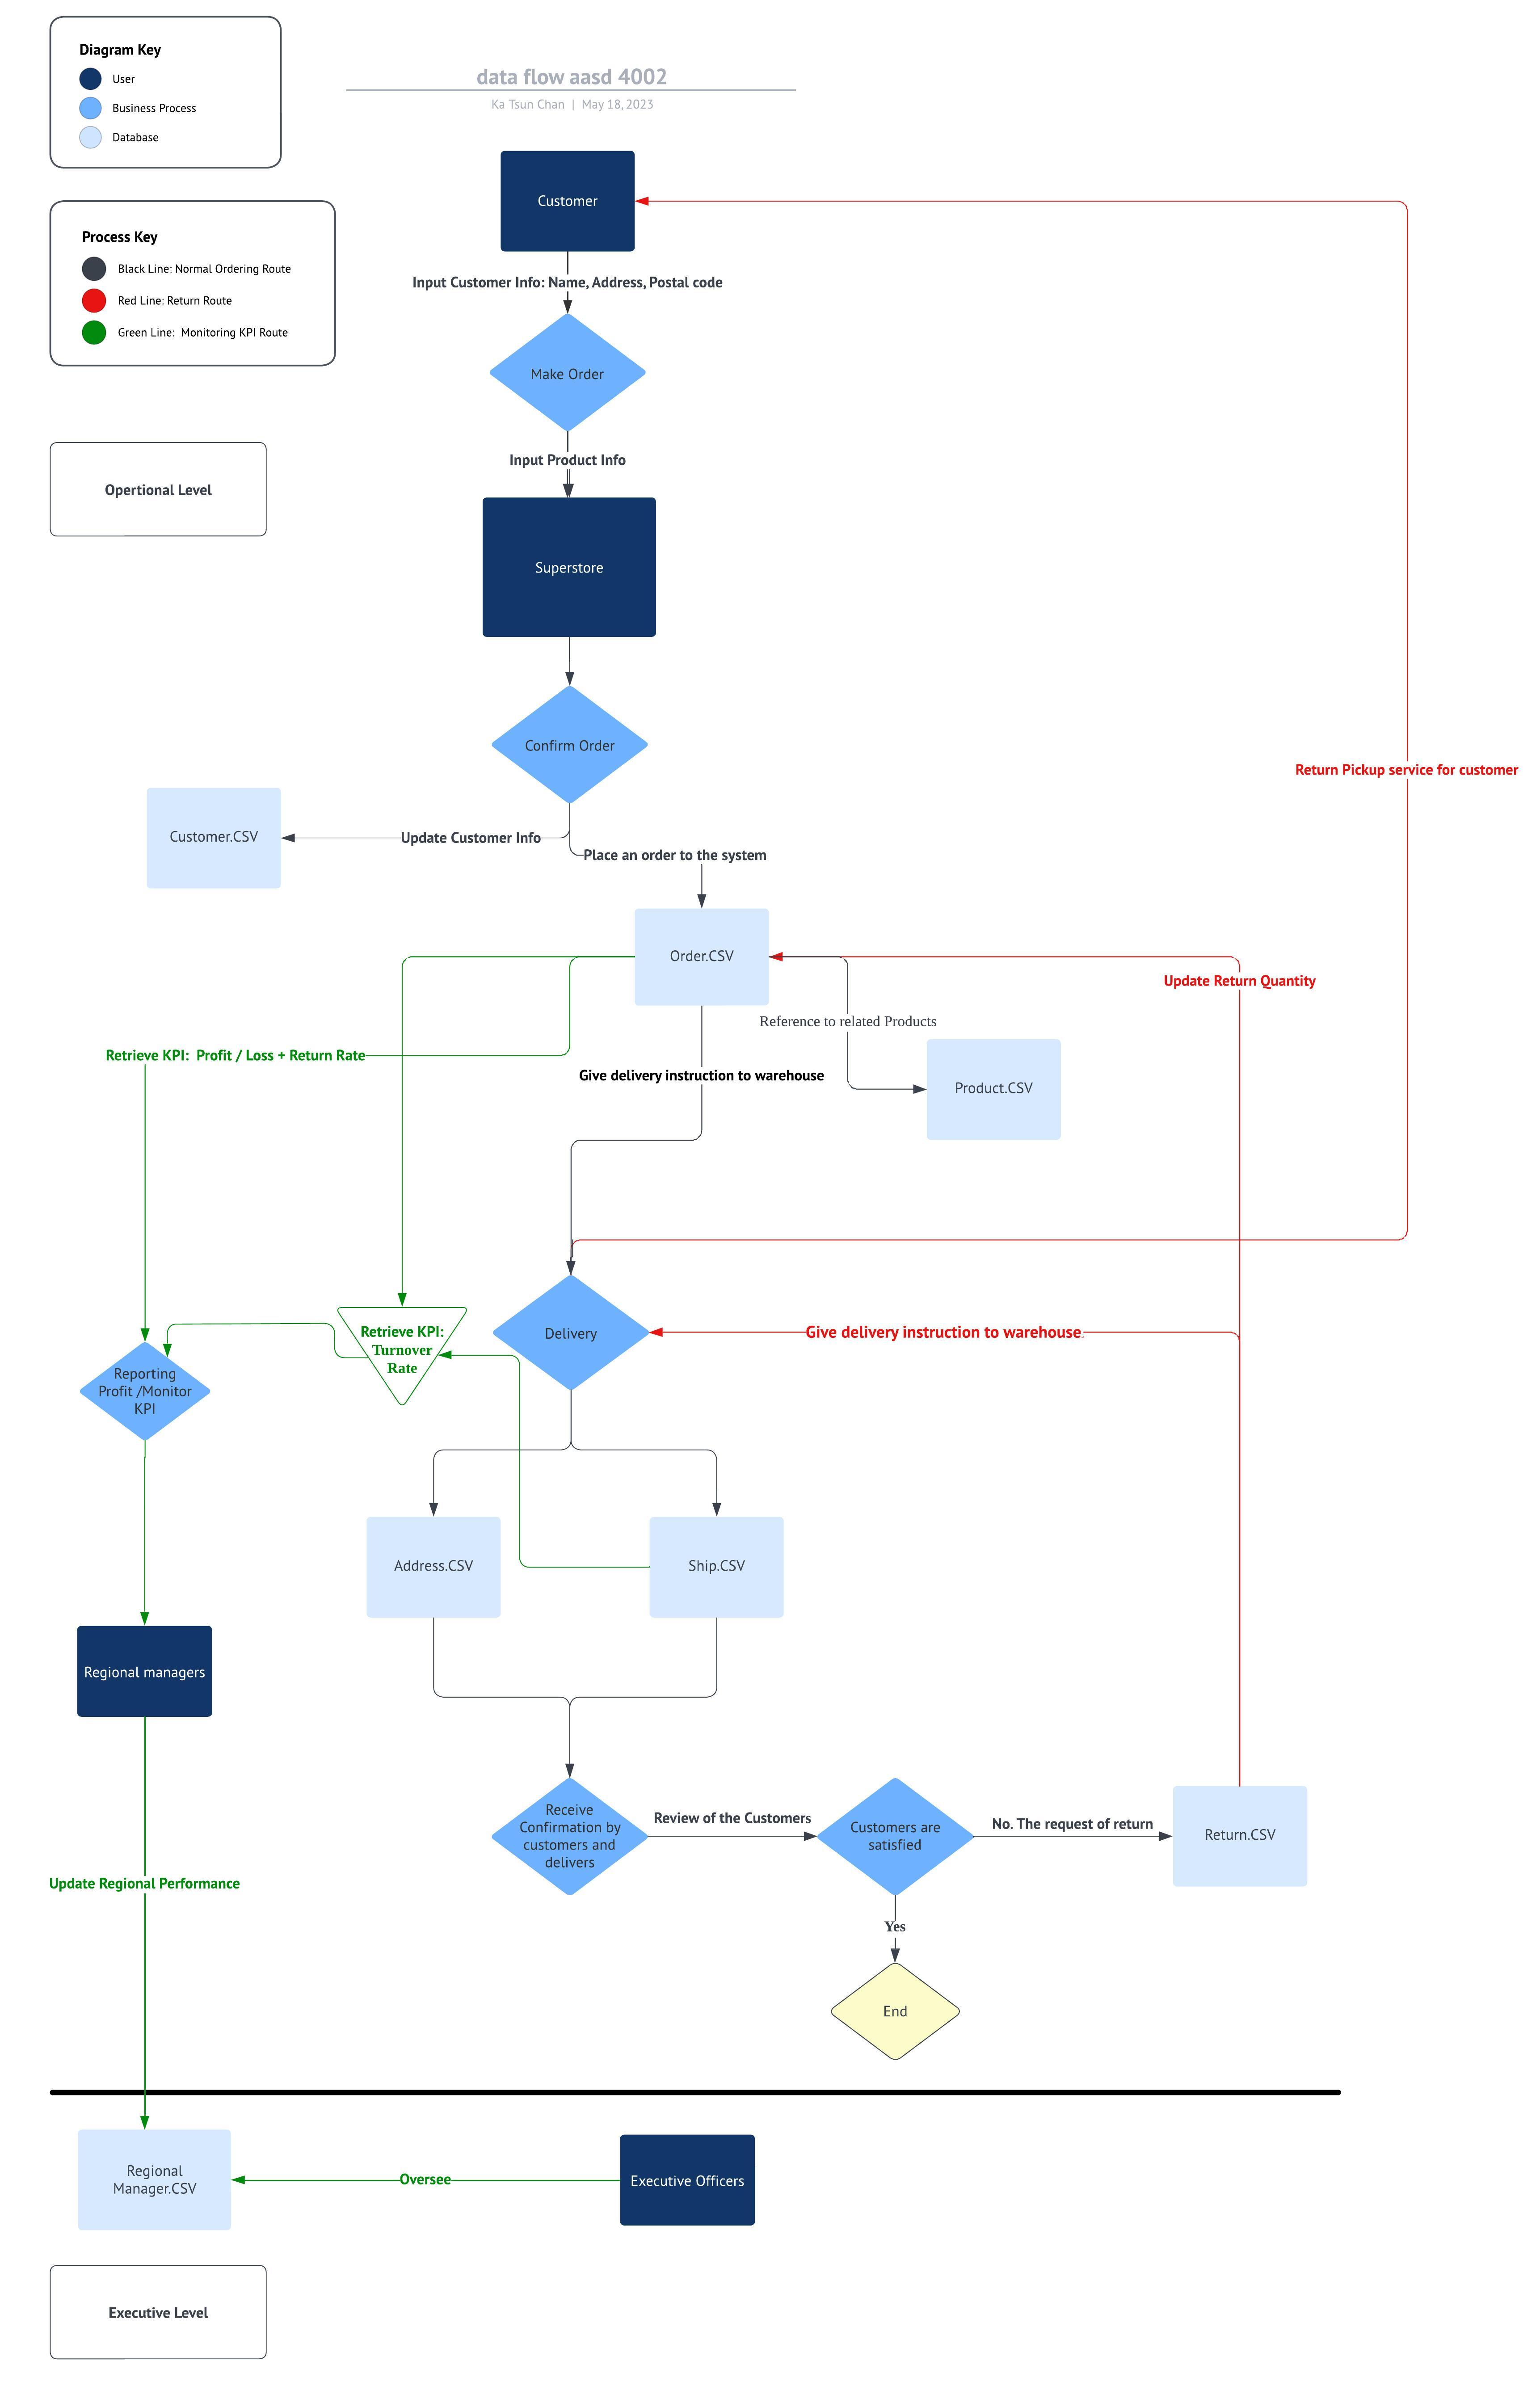 Diagram Key
User
Business Process
Database
data flow aasd 4002
Ka Tsun Chan | May 18, 2023
Process Key
Black Line: Normal Ordering Route
Red Line: Return Route
Green Line: Monitoring KPI Route
Customer
Input Customer Info: Name, Address, Postal code
Make Order
Input Product Info
Opertional Level
Superstore
Confirm Order
Return Pickup service for customer
Customer.CSV
Update Customer Info
Place an order to the system
Order.CSV
Update Return Quantity
Reference to related Products
Retrieve KPI: Profit / Loss + Return Rate
Give delivery instruction to warehouse
Product.CSV
Retrieve KPI:
Turnover
Rate
Delivery
Give delivery instruction to warehouse.
Reporting
Profit /Monitor
KPI
Address.CSV
Ship.CSV
Regional managers
Receive
Confirmation by
customers and
delivers
Review of the Customers
Customers are
satisfied
No. The request of return
Return.CSV
Update Regional Performance
Yes
End
Regional
Manager.CSV
Oversee
Executive Officers
Executive Level